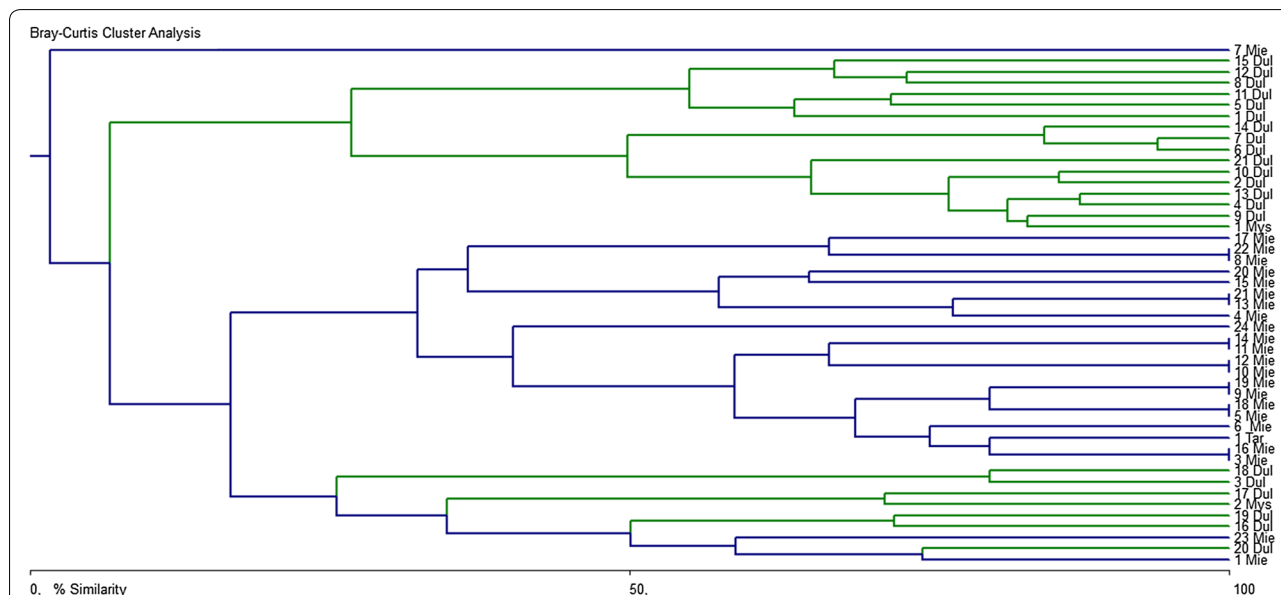 Bray-Curtis Cluster Analysis
7 Mie
15 Dul
12 Dul
8 Dul
11 Dul
5 Dul
1 Dul
14 Dul
7 Dul
6 Dul
21 Dul
10 Dul
2 Dul
13 Dul
4 Dul
9 Dul
1 Mys
17 Mie
22 Mie
8 Mie
20 Mie
15 Mie
21 Mie
13 Mie
4 Mie
24 Mie
14 Mie
11 Mie
12 Mie
10 Mie
19 Mie
9 Mie
18 Mie
5 Mie
6 Mie
1 Tar
16 Mie
3 Mie
18 Dul
3 Dul
17 Dul
2 Mys
19 Dul
16 Dul
23 Mie
20 Dul
1 Mie
0, % Similarity 50, 100